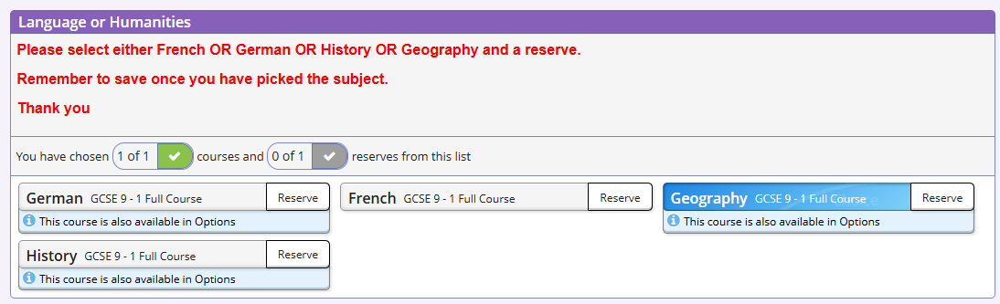 Language or Humanities
Please select either French OR German OR History OR Geography and a reserve.
Remember to save once you have picked the subject.
Thank you
You have chosen 1 of 1 courses and 0 of 1 reserves from this list
German GCSE 9 - 1 Full Course Reserve
This course is also available in Options
French GCSE 9 - 1 Full Course Reserve
Geography GCSE 9 - 1 Full Course Reserve
This course is also available in Options
History GCSE 9 - 1 Full Course Reserve
This course is also available in Options